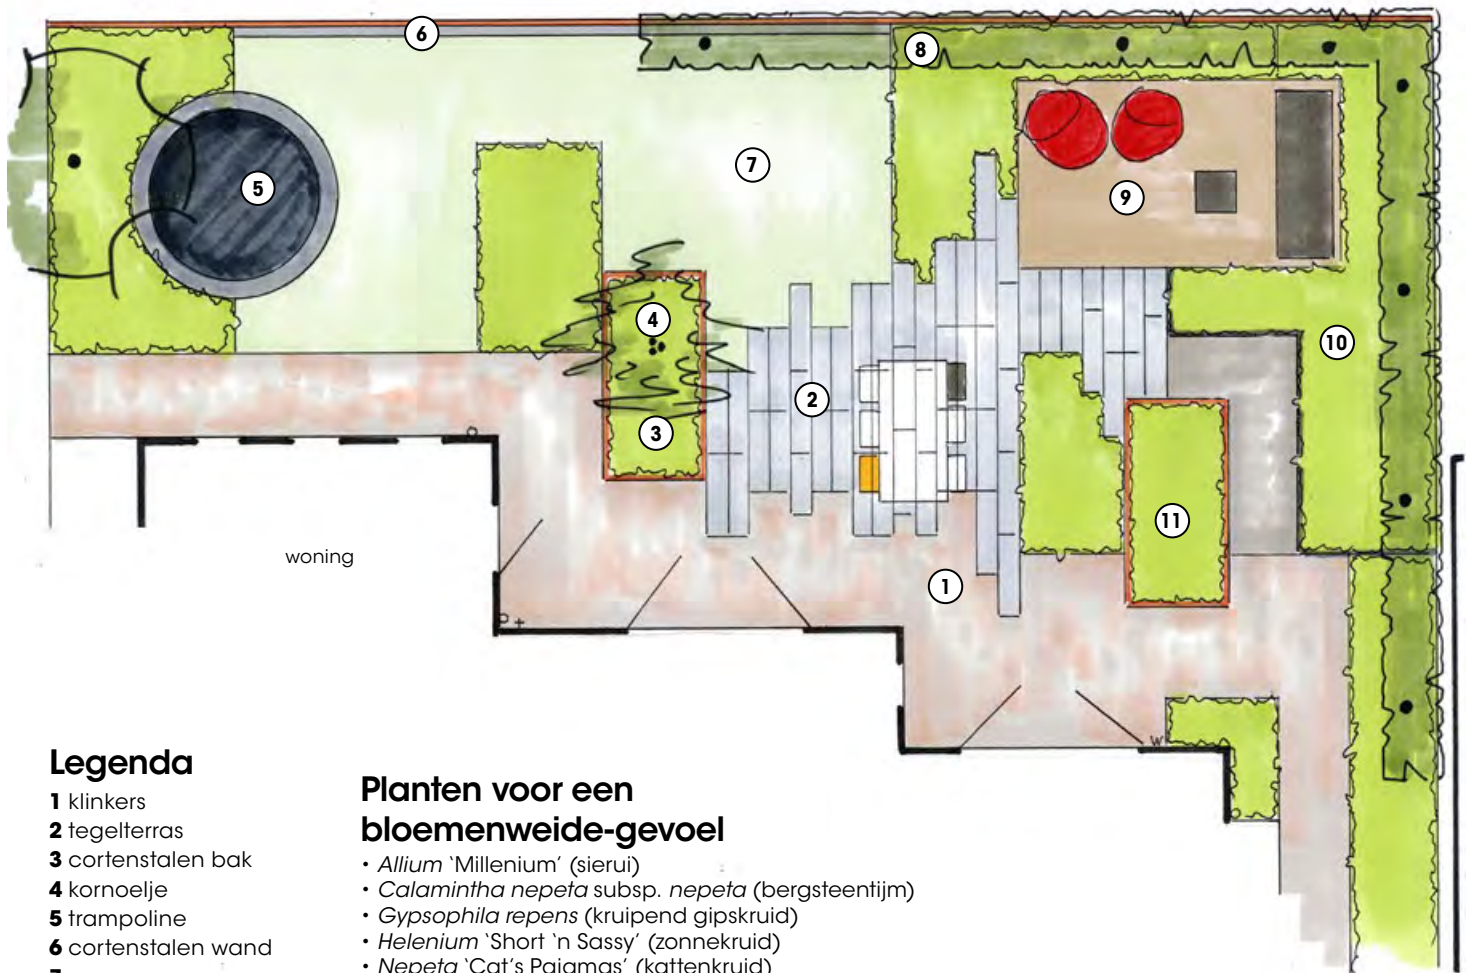 6
8
7
5
9
4
10
2
3
11
woning
1
Legenda
1 klinkers
2 tegelterras
3 cortenstalen bak
4 kornoelje
5 trampoline
6 cortenstalen wand
Planten voor een
bloemenweide-gevoel
• Allium ‘Millenium’ (sierui)
• Calamintha nepeta subsp. nepeta (bergsteentijm)
• Gypsophila repens (kruipend gipskruid)
• Helenium ‘Short ‘n Sassy’ (zonnekruid)
• Nepeta ‘Cat’s Pajamas’ (kattenkruid)